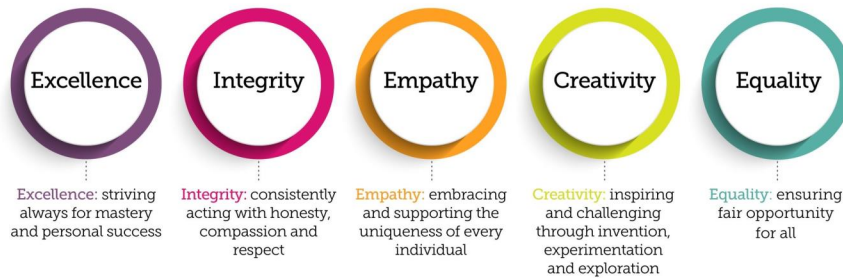 Excellence
Integrity
Empathy
Creativity
Equality
Excellence: striving
always for mastery
and personal success
Integrity: consistently
acting with honesty,
compassion and
respect
Empathy: embracing
and supporting the
uniqueness of every
individual
Creativity: inspiring
and challenging
through invention,
experimentation
and exploration
Equality: ensuring
fair opportunity
for all